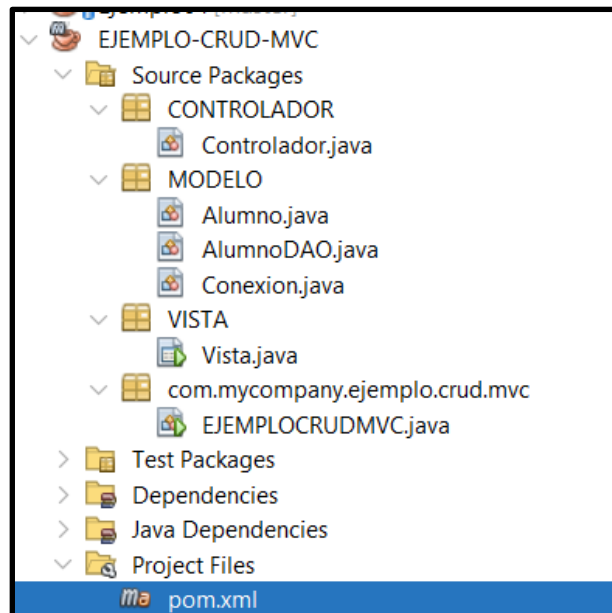 EJEMPLO-CRUD-MVC
Source Packages
CONTROLADOR
Controlador.java
MODELO
Alumno.java
AlumnoDAO.java
Conexion.java
VISTA
Vista.java
com.mycompany.ejemplo.crud.mvc
EJEMPLOCRUDMVC.java
Test Packages
Dependencies
Java Dependencies
Project Files
pom.xml